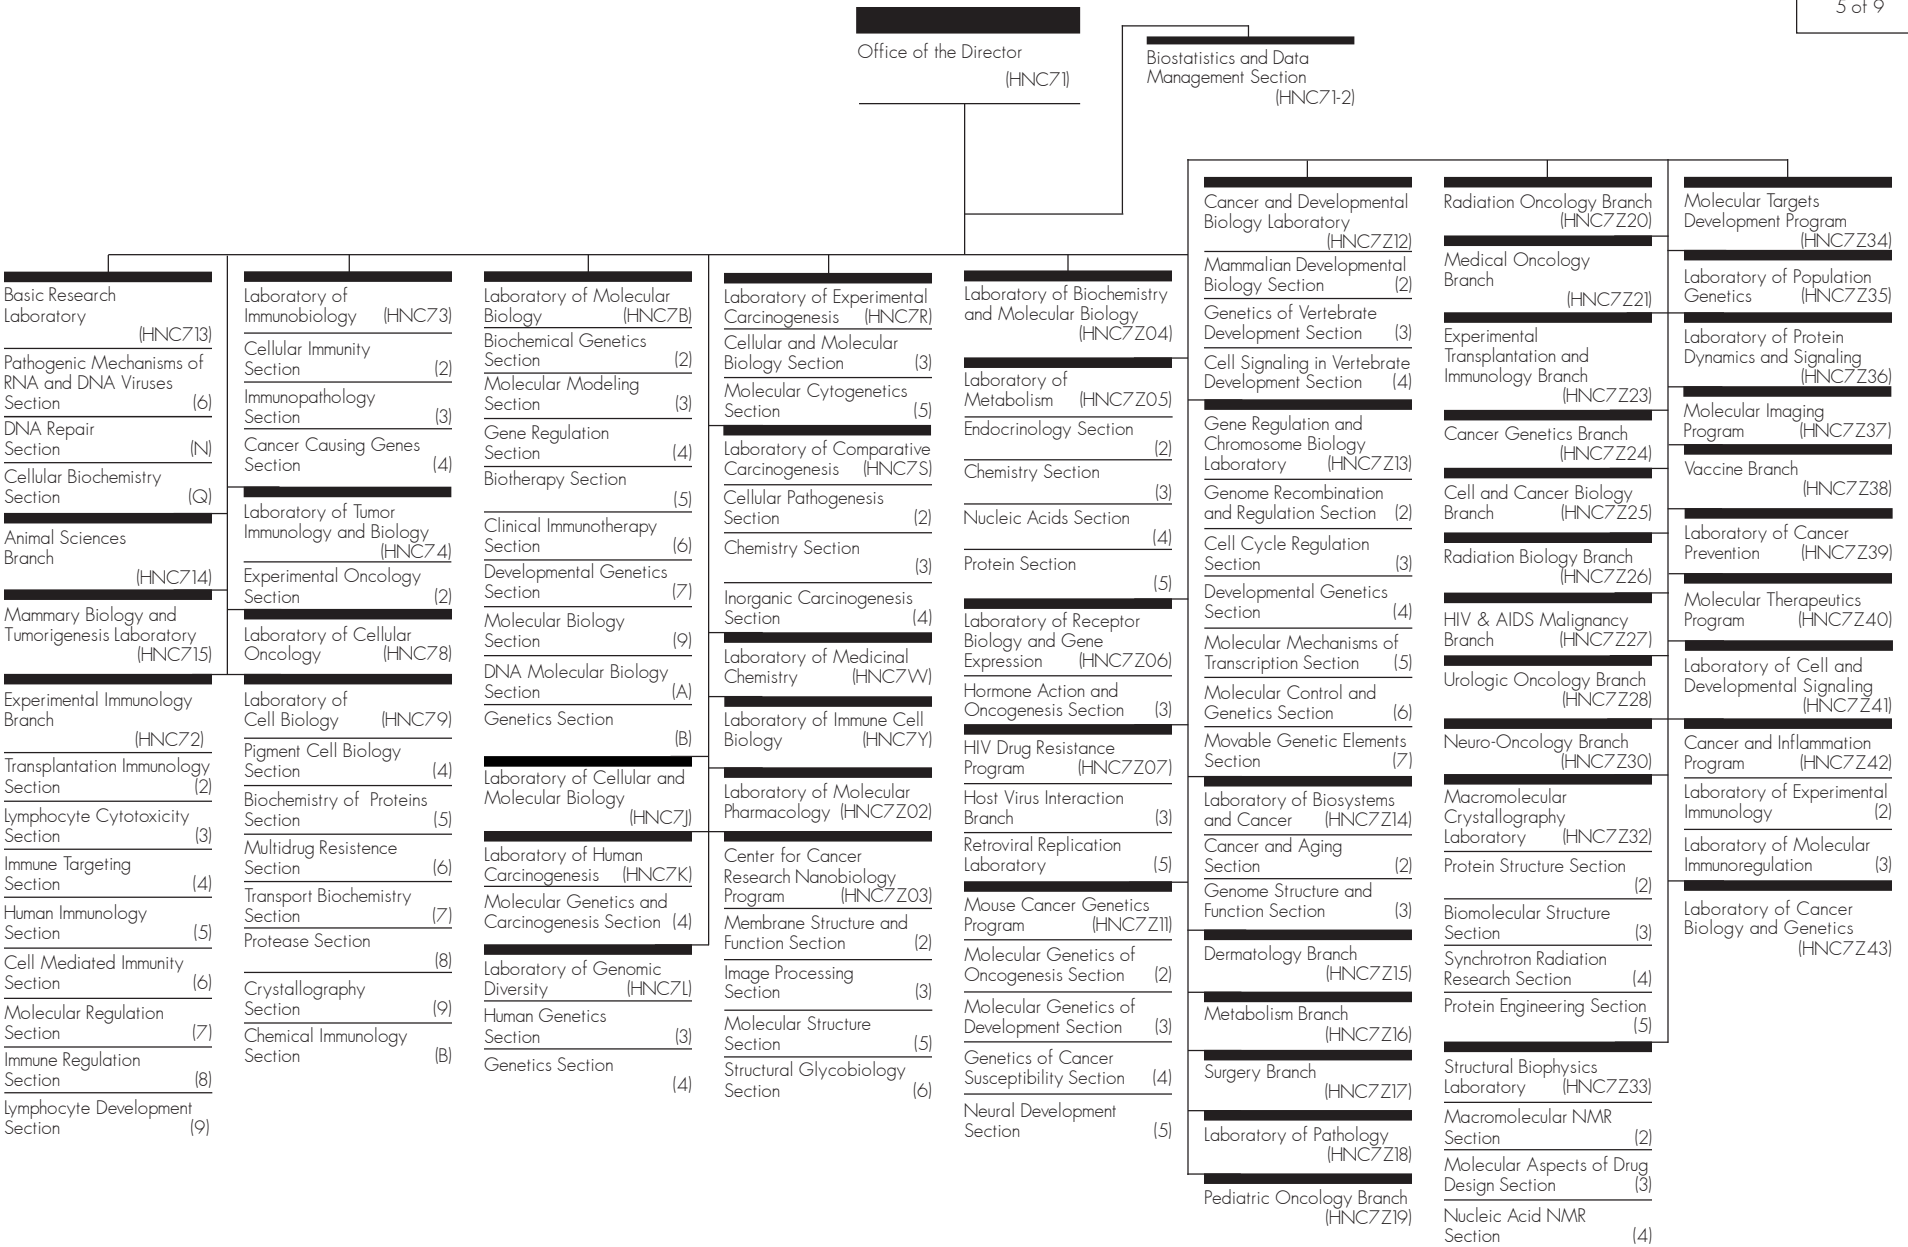 5 of 9
Office of the Director
(HNC71)
Biostatistics and Data
Management Section
(HNC71-2)
Basic Research
Laboratory
(HNC713)
Pathogenic Mechanisms of
RNA and DNA Viruses
Section (6)
DNA Repair
Section (N)
Cellular Biochemistry
Section (Q)
Animal Sciences
Branch
(HNC714)
Mammary Biology and
Tumorigenesis Laboratory
(HNC715)
Experimental Immunology
Branch
(HNC72)
Transplantation Immunology
Section (2)
Lymphocyte Cytotoxicity
Section (3)
Immune Targeting
Section (4)
Human Immunology
Section (5)
Cell Mediated Immunity
Section (6)
Molecular Regulation
Section (7)
Immune Regulation
Section (8)
Lymphocyte Development
Section (9)
Laboratory of
Immunobiology (HNC73)
Cellular Immunity
Section (2)
Immunopathology
Section (3)
Cancer Causing Genes
Section (4)
Laboratory of Tumor
Immunology and Biology
(HNC74)
Experimental Oncology
Section (2)
Laboratory of Cellular
Oncology (HNC78)
Laboratory of
Cell Biology (HNC79)
Pigment Cell Biology
Section (4)
Biochemistry of Proteins
Section (5)
Multidrug Resistence
Section (6)
Transport Biochemistry
Section (7)
Protease Section
(8)
Crystallography
Section (9)
Chemical Immunology
Section (B)
Laboratory of Molecular
Biology (HNC7B)
Biochemical Genetics
Section (2)
Molecular Modeling
Section (3)
Gene Regulation
Section (4)
Biotherapy Section
(5)
Clinical Immunotherapy
Section (6)
Developmental Genetics
Section (7)
Molecular Biology
Section (9)
DNA Molecular Biology
Section (A)
Genetics Section
(B)
Laboratory of Cellular and
Molecular Biology
(HNC7J)
Laboratory of Human
Carcinogenesis (HNC7K)
Molecular Genetics and
Carcinogenesis Section (4)
Laboratory of Genomic
Diversity (HNC7L)
Human Genetics
Section (3)
Genetics Section
(4)
Laboratory of Experimental
Carcinogenesis (HNC7R)
Cellular and Molecular
Biology Section (3)
Molecular Cytogenetics
Section (5)
Laboratory of Comparative
Carcinogenesis (HNC7S)
Cellular Pathogenesis
Section (2)
Chemistry Section
(3)
Inorganic Carcinogenesis
Section (4)
Laboratory of Medicinal
Chemistry (HNC7W)
Laboratory of Immune Cell
Biology (HNC7Y)
Laboratory of Molecular
Pharmacology (HNC7Z02)
Center for Cancer
Research Nanobiology
Program (HNC7Z03)
Membrane Structure and
Function Section (2)
Image Processing
Section (3)
Molecular Structure
Section (5)
Structural Glycobiology
Section (6)
Laboratory of Biochemistry
and Molecular Biology
(HNC7Z04)
Laboratory of
Metabolism (HNC7Z05)
Endocrinology Section
(2)
Chemistry Section
(3)
Nucleic Acids Section
(4)
Protein Section
(5)
Laboratory of Receptor
Biology and Gene
Expression (HNC7Z06)
Hormone Action and
Oncogenesis Section (3)
HIV Drug Resistance
Program (HNC7Z07)
Host Virus Interaction
Branch (3)
Retroviral Replication
Laboratory (5)
Mouse Cancer Genetics
Program (HNC7Z11)
Molecular Genetics of
Oncogenesis Section (2)
Molecular Genetics of
Development Section (3)
Genetics of Cancer
Susceptibility Section (4)
Neural Development
Section (5)
Cancer and Developmental
Biology Laboratory
(HNC7Z12)
Mammalian Developmental
Biology Section (2)
Genetics of Vertebrate
Development Section (3)
Cell Signaling in Vertebrate
Development Section (4)
Gene Regulation and
Chromosome Biology
Laboratory (HNC7Z13)
Genome Recombination
and Regulation Section (2)
Cell Cycle Regulation
Section (3)
Developmental Genetics
Section (4)
Molecular Mechanisms of
Transcription Section (5)
Molecular Control and
Genetics Section (6)
Movable Genetic Elements
Section (7)
Laboratory of Biosystems
and Cancer (HNC7Z14)
Cancer and Aging
Section (2)
Genome Structure and
Function Section (3)
Dermatology Branch
(HNC7Z15)
Metabolism Branch
(HNC7Z16)
Surgery Branch
(HNC7Z17)
Laboratory of Pathology
(HNC7Z18)
Pediatric Oncology Branch
(HNC7Z19)
Radiation Oncology Branch
(HNC7Z20)
Medical Oncology
Branch
(HNC7Z21)
Experimental
Transplantation and
Immunology Branch
(HNC7Z23)
Cancer Genetics Branch
(HNC7Z24)
Cell and Cancer Biology
Branch (HNC7Z25)
Radiation Biology Branch
(HNC7Z26)
HIV & AIDS Malignancy
Branch (HNC7Z27)
Urologic Oncology Branch
(HNC7Z28)
Neuro-Oncology Branch
(HNC7Z30)
Macromolecular
Crystallography
Laboratory (HNC7Z32)
Protein Structure Section
(2)
Biomolecular Structure
Section (3)
Synchrotron Radiation
Research Section (4)
Protein Engineering Section
(5)
Structural Biophysics
Laboratory (HNC7Z33)
Macromolecular NMR
Section (2)
Molecular Aspects of Drug
Design Section (3)
Nucleic Acid NMR
Section (4)
Molecular Targets
Development Program
(HNC7Z34)
Laboratory of Population
Genetics (HNC7Z35)
Laboratory of Protein
Dynamics and Signaling
(HNC7Z36)
Molecular Imaging
Program (HNC7Z37)
Vaccine Branch
(HNC7Z38)
Laboratory of Cancer
Prevention (HNC7Z39)
Molecular Therapeutics
Program (HNC7Z40)
Laboratory of Cell and
Developmental Signaling
(HNC7Z41)
Cancer and Inflammation
Program (HNC7Z42)
Laboratory of Experimental
Immunology (2)
Laboratory of Molecular
Immunoregulation (3)
Laboratory of Cancer
Biology and Genetics
(HNC7Z43)